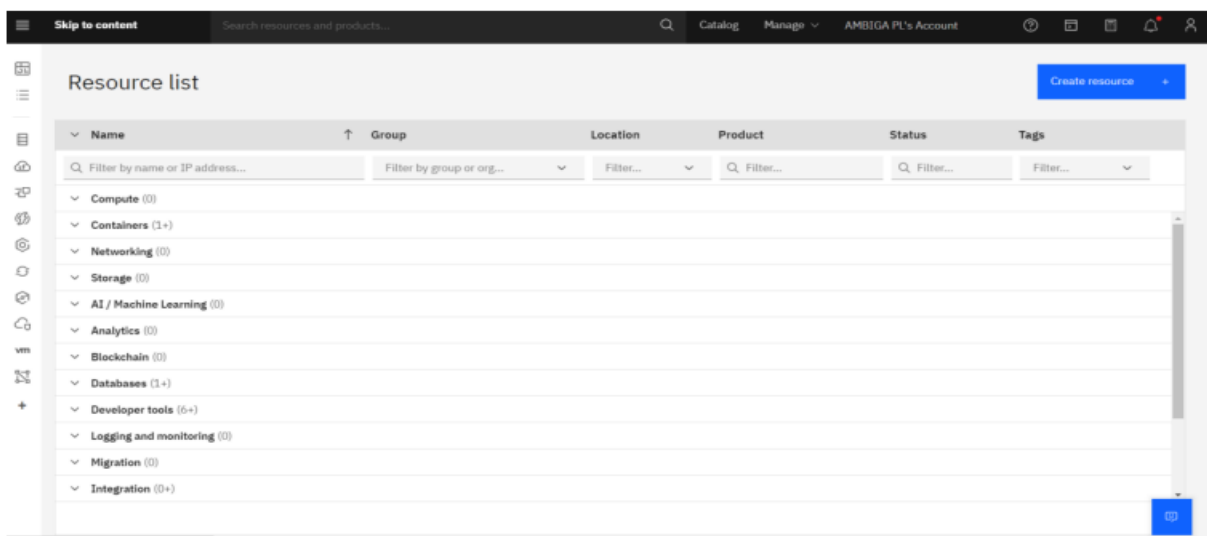 Skip to content Search resources and products... Catalog Manage AMBIGA PL's Account
Resource list Create resource +
Name Group Location Product Status Tags
Filter by name or IP address... Filter by group or org... Filter... Filter... Filter... Filter...
Compute (0)
Containers (1+)
Networking (0)
Storage (0)
AI / Machine Learning (0)
Analytics (0)
Blockchain (0)
vm
Databases (1+)
Developer tools (6+)
Logging and monitoring (0)
Migration (0)
Integration (0+)